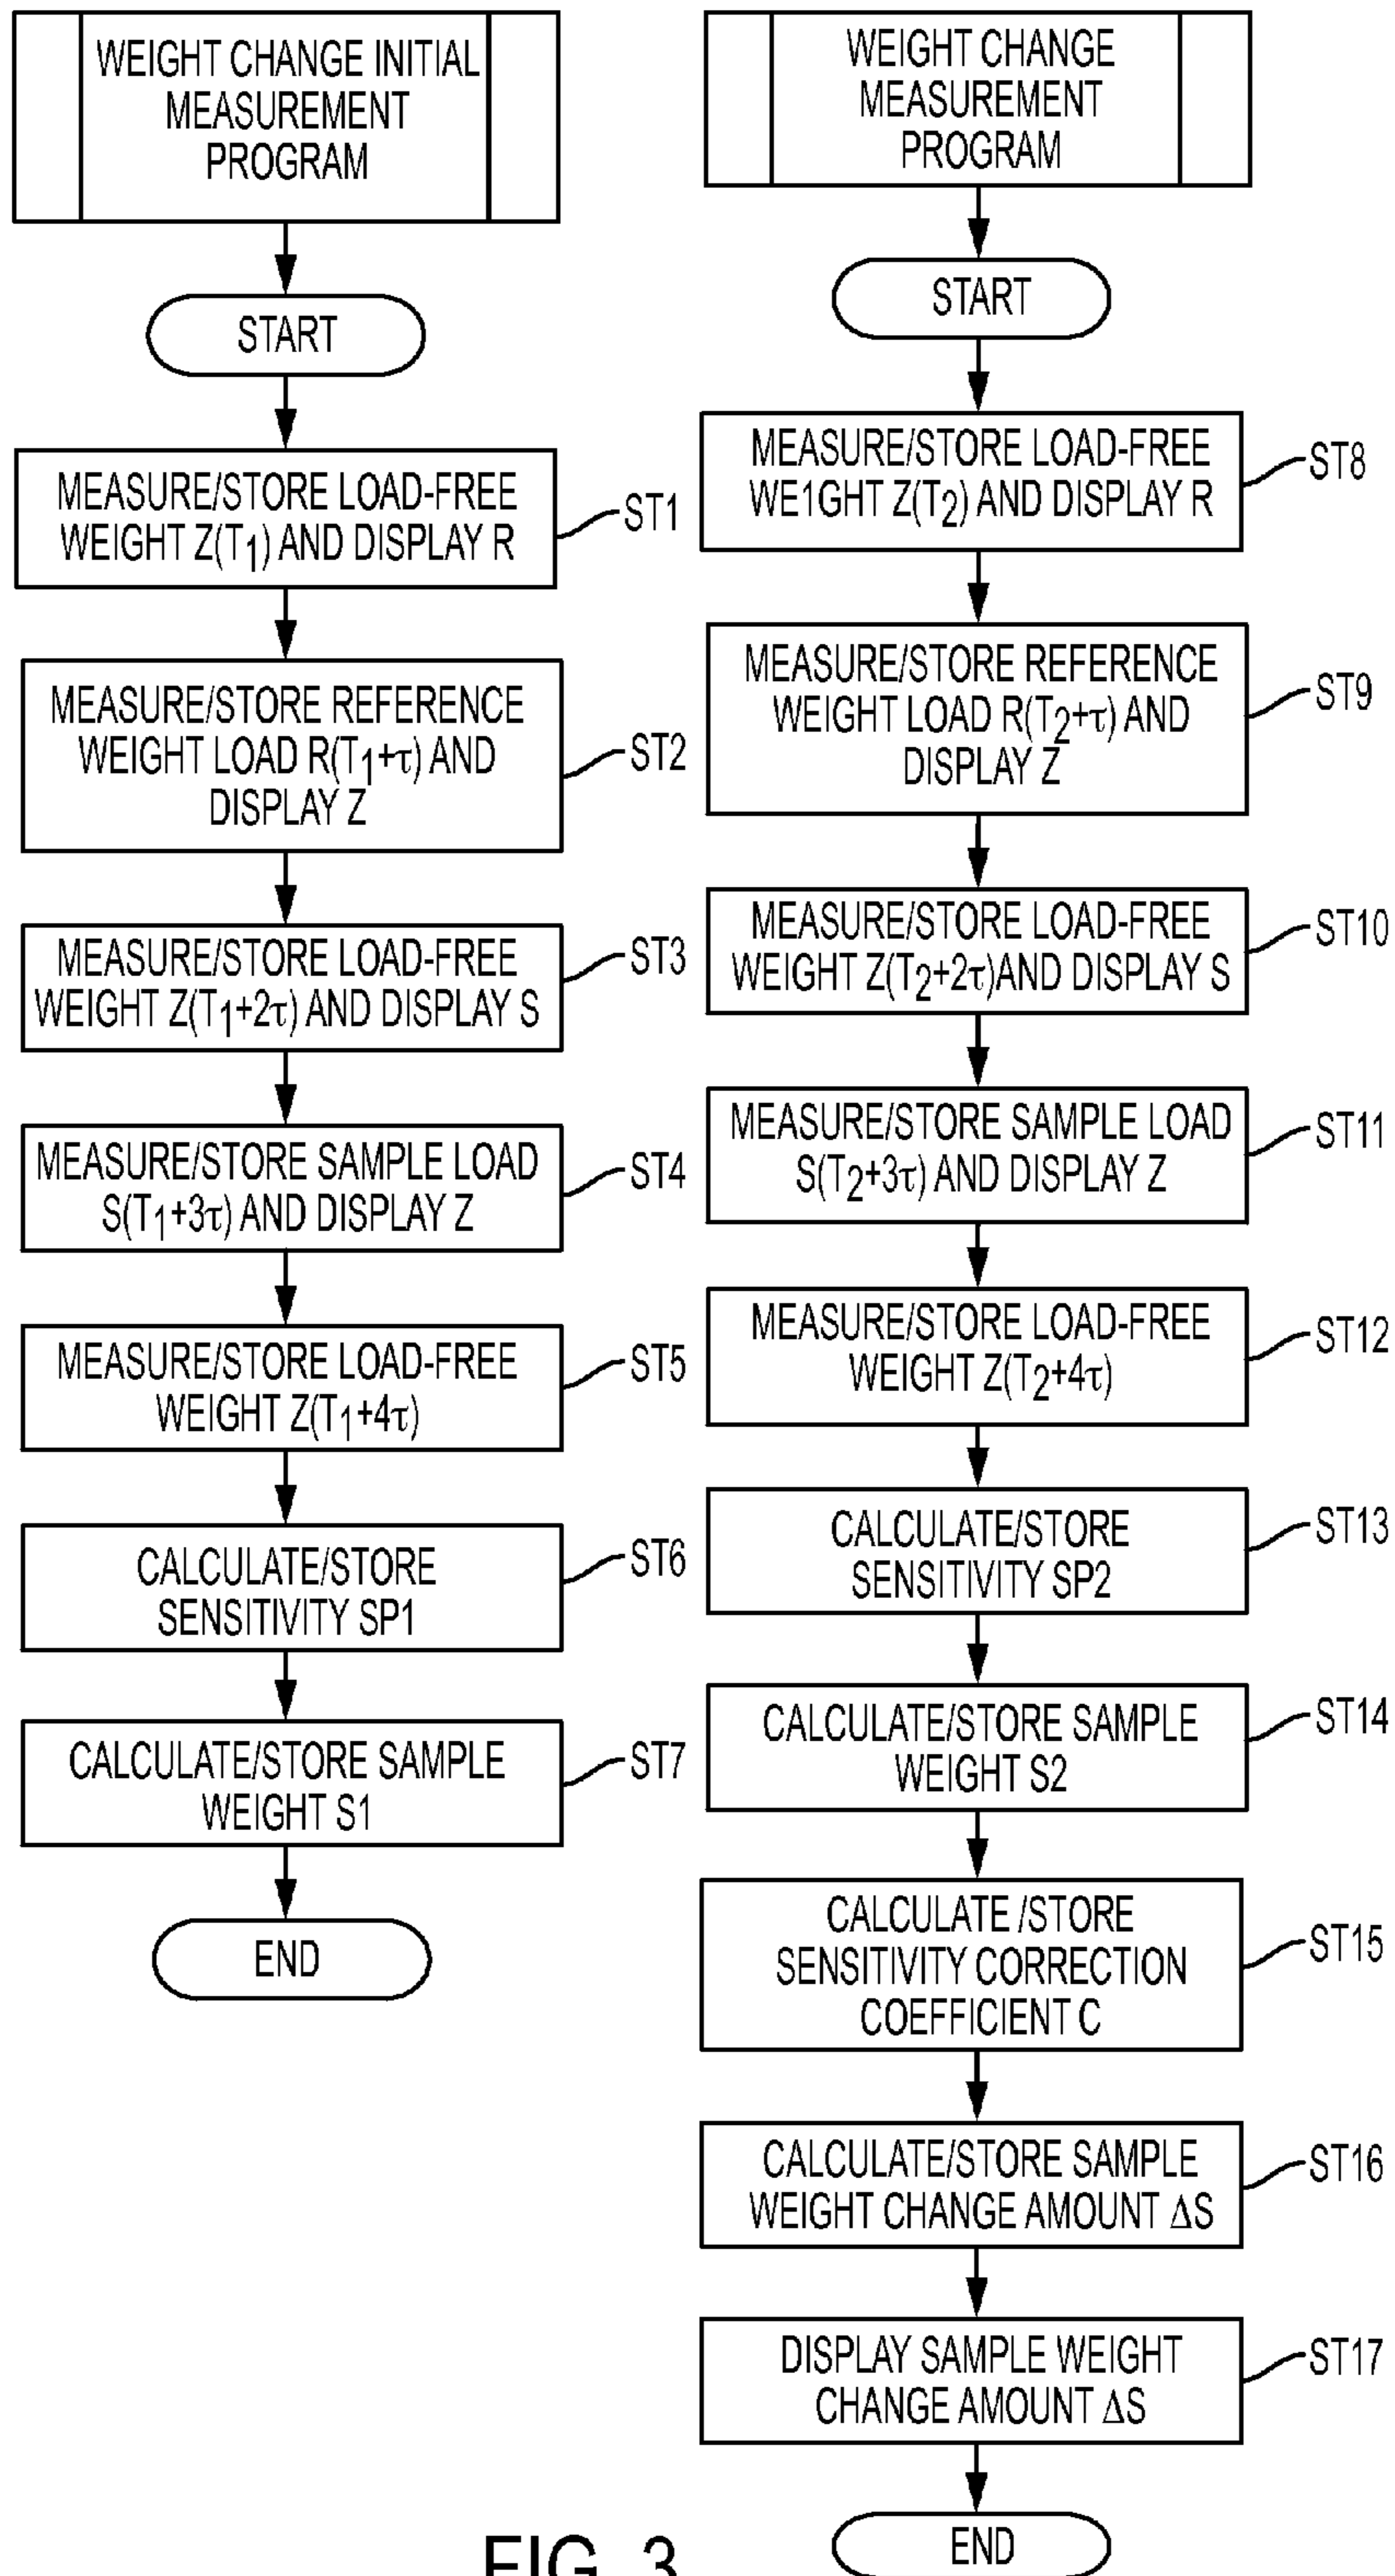 WEIGHT CHANGE INITIAL
MEASUREMENT
PROGRAM
START
MEASURE/STORE LOAD-FREE
WEIGHT Z(T1) AND DISPLAY R
ST1
MEASURE/STORE REFERENCE
WEIGHT LOAD R(T1+τ) AND
DISPLAY Z
ST2
MEASURE/STORE LOAD-FREE
WEIGHT Z(T1+2τ) AND DISPLAY S
ST3
MEASURE/STORE SAMPLE LOAD
S(T1+3τ) AND DISPLAY Z
ST4
MEASURE/STORE LOAD-FREE
WEIGHT Z(T1+4τ)
ST5
CALCULATE/STORE
SENSITIVITY SP1
ST6
CALCULATE/STORE SAMPLE
WEIGHT S1
ST7
END
WEIGHT CHANGE
MEASUREMENT
PROGRAM
START
MEASURE/STORE LOAD-FREE
WE1GHT Z(T2) AND DISPLAY R
ST8
MEASURE/STORE REFERENCE
WEIGHT LOAD R(T2+τ) AND
DISPLAY Z
ST9
MEASURE/STORE LOAD-FREE
WEIGHT Z(T2+2τ)AND DISPLAY S
ST10
MEASURE/STORE SAMPLE LOAD
S(T2+3τ) AND DISPLAY Z
ST11
MEASURE/STORE LOAD-FREE
WEIGHT Z(T2+4τ)
ST12
CALCULATE/STORE
SENSITIVITY SP2
ST13
CALCULATE/STORE SAMPLE
WEIGHT S2
ST14
CALCULATE /STORE
SENSITIVITY CORRECTION
COEFFICIENT C
ST15
CALCULATE/STORE SAMPLE
WEIGHT CHANGE AMOUNT ΔS
ST16
DISPLAY SAMPLE WEIGHT
CHANGE AMOUNT ΔS
ST17
END
FIG. 3